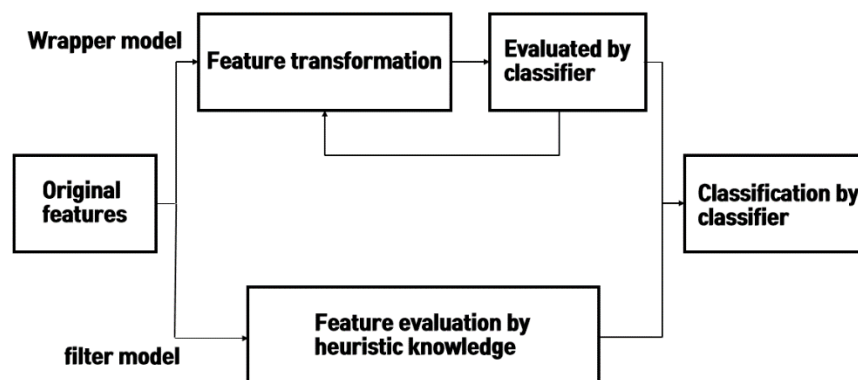 Wrapper model
Feature transformation
Evaluated by
classifier
Original
features
Classification by
classifier
Feature evaluation by
heuristic knowledge
filter model